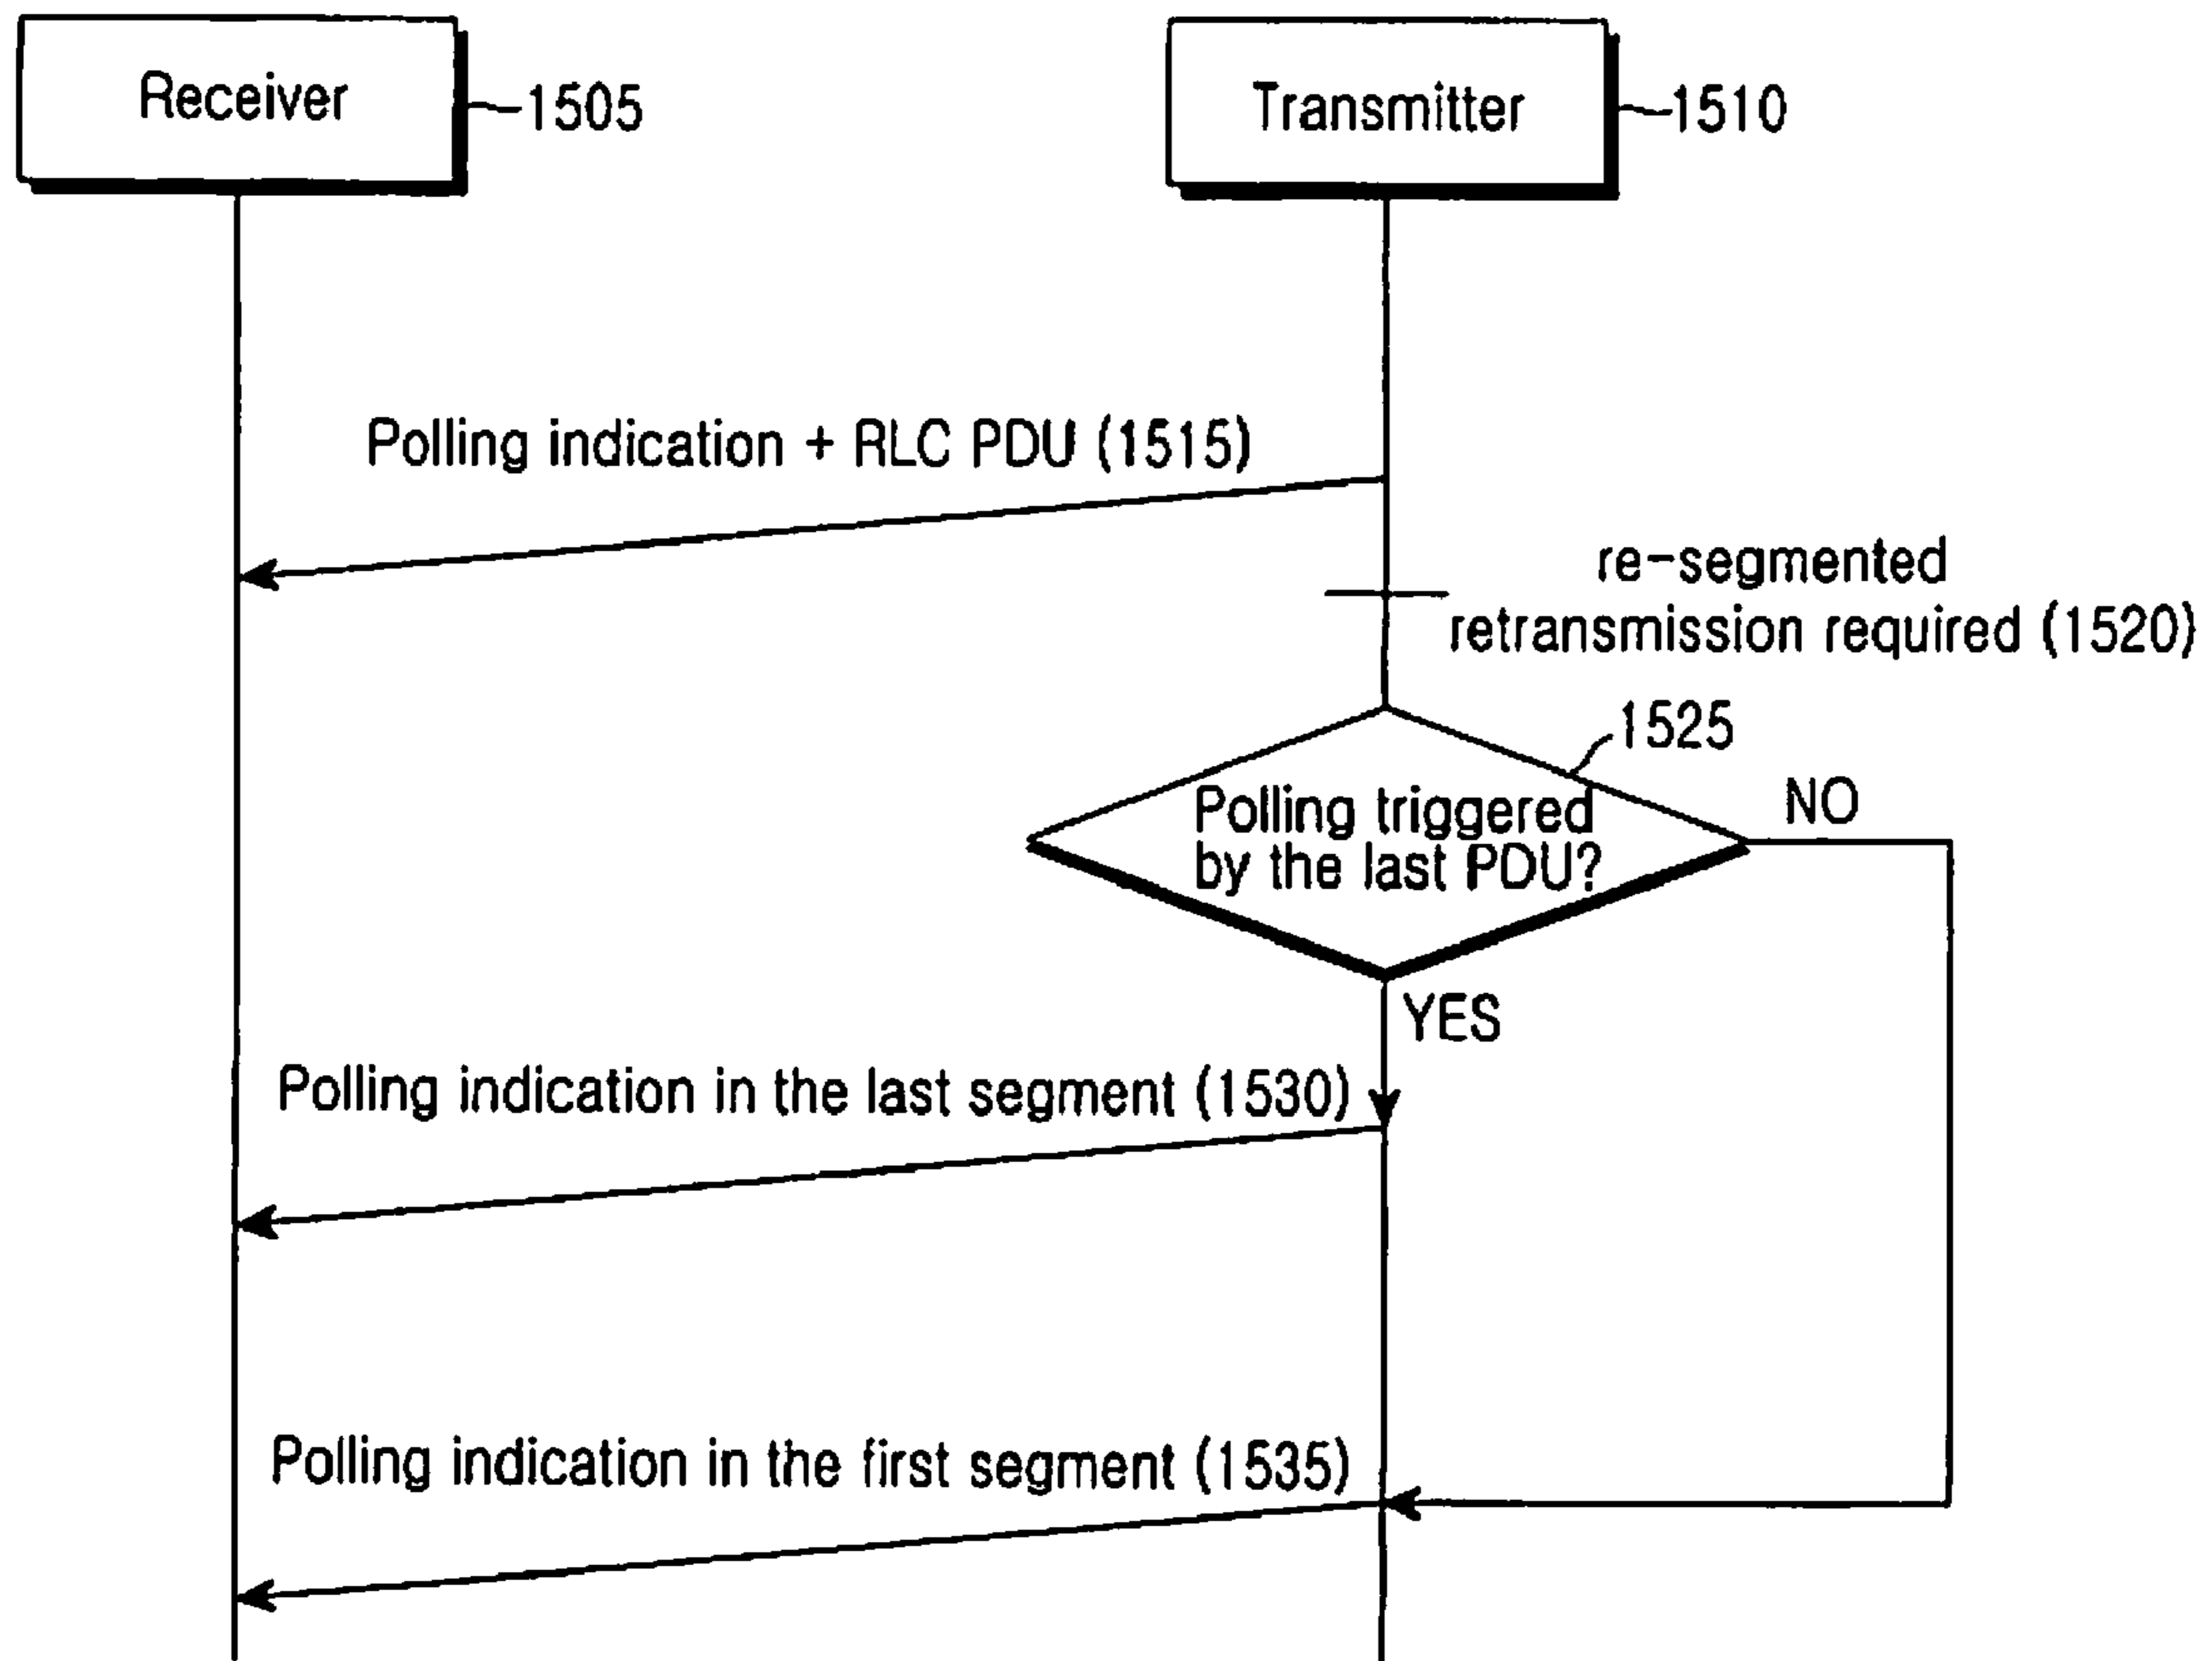 Receiver
1505
Transmitter
1510
Polling indication + RLC PDU (1515)
re-segmented
retransmission required (1520)
1525
Polling triggered
by the last PDU?
NO
YES
Polling indication in the last segment (1530)
Polling indication in the first segment (1535)